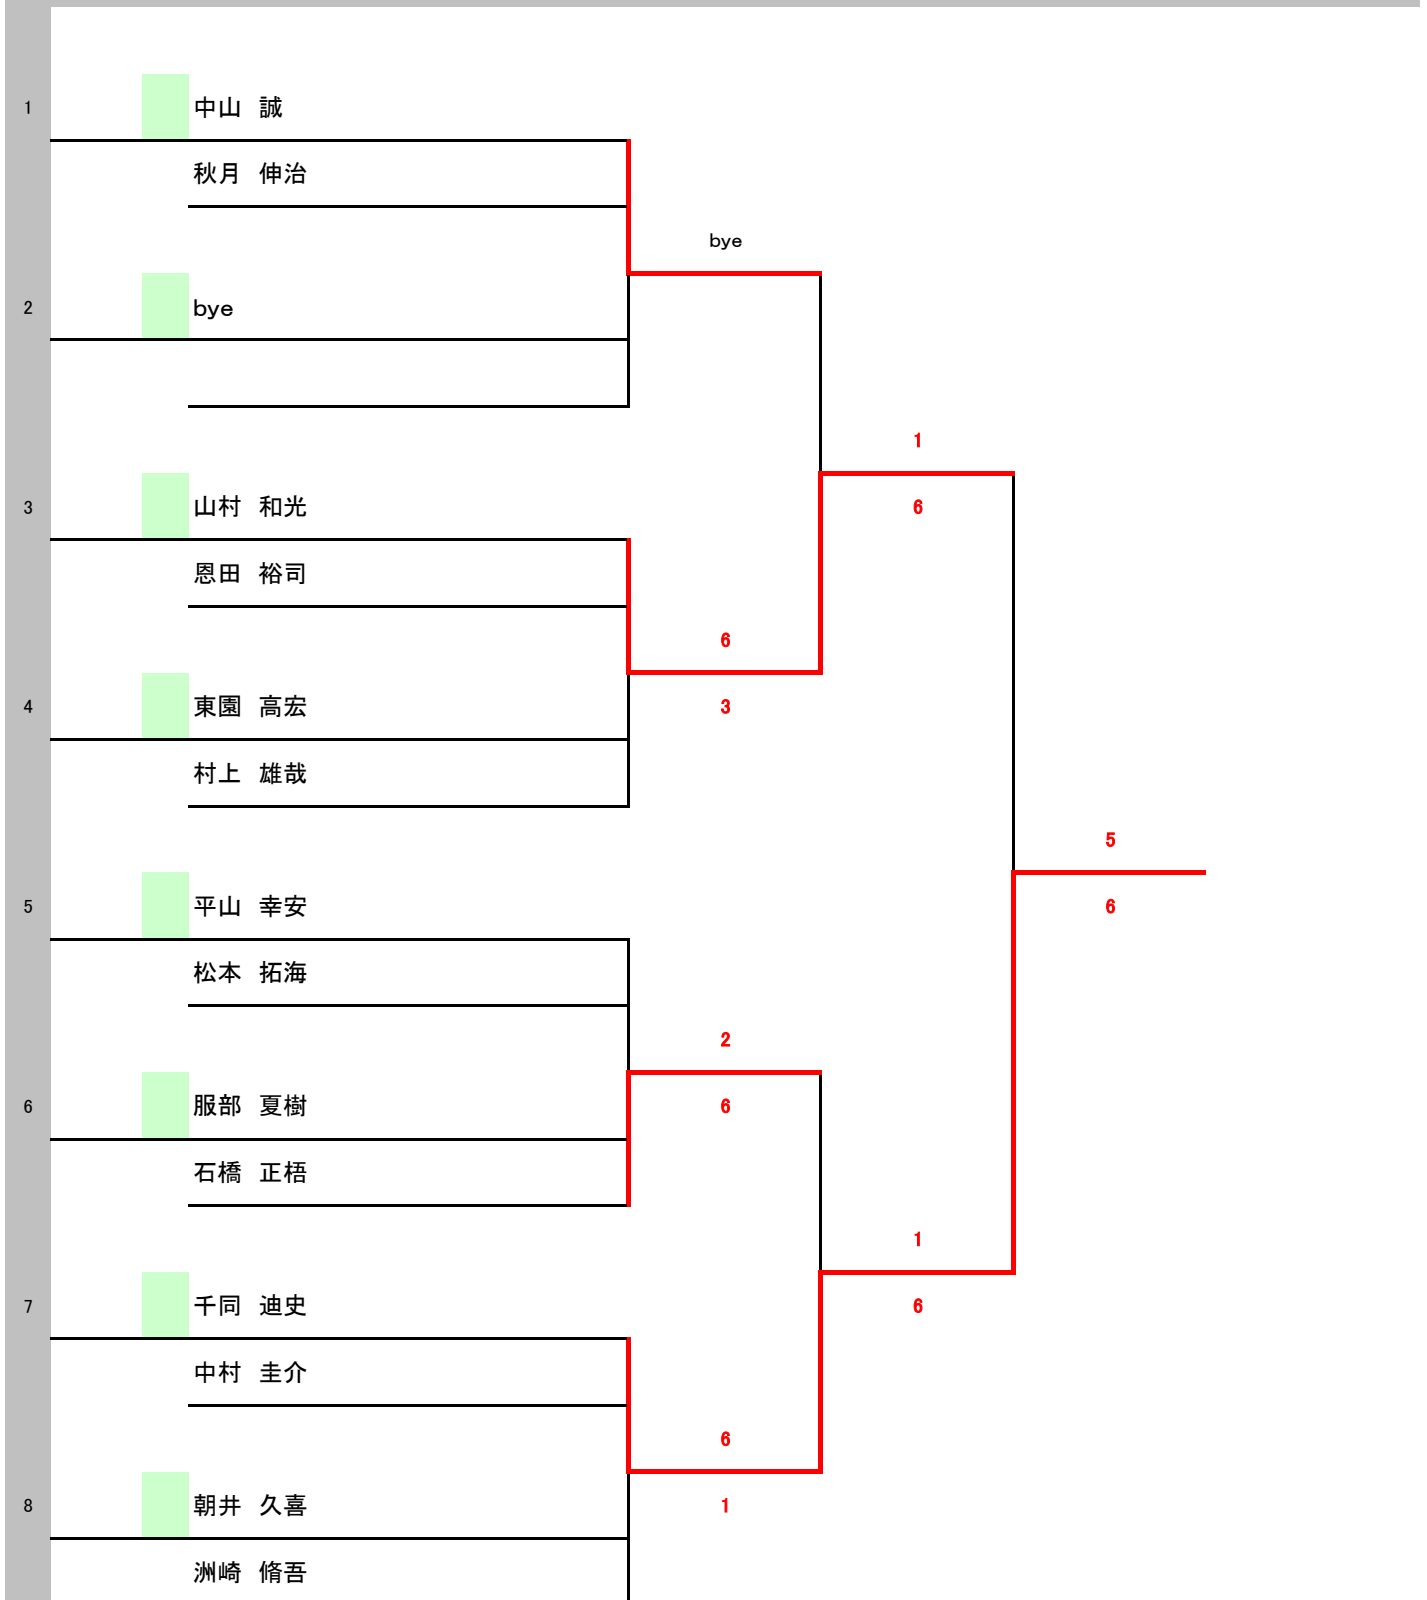 1 中山　誠
秋月　伸治
bye
2 bye
1
3 山村　和光 6
恩田　裕司
6
4 東園　高宏 3
村上　雄哉
5
5 平山　幸安 6
松本　拓海
2
6 服部　夏樹 6
石橋　正梧
1
7 千同　迪史 6
中村　圭介
6
8 朝井　久喜 1
洲崎　脩吾